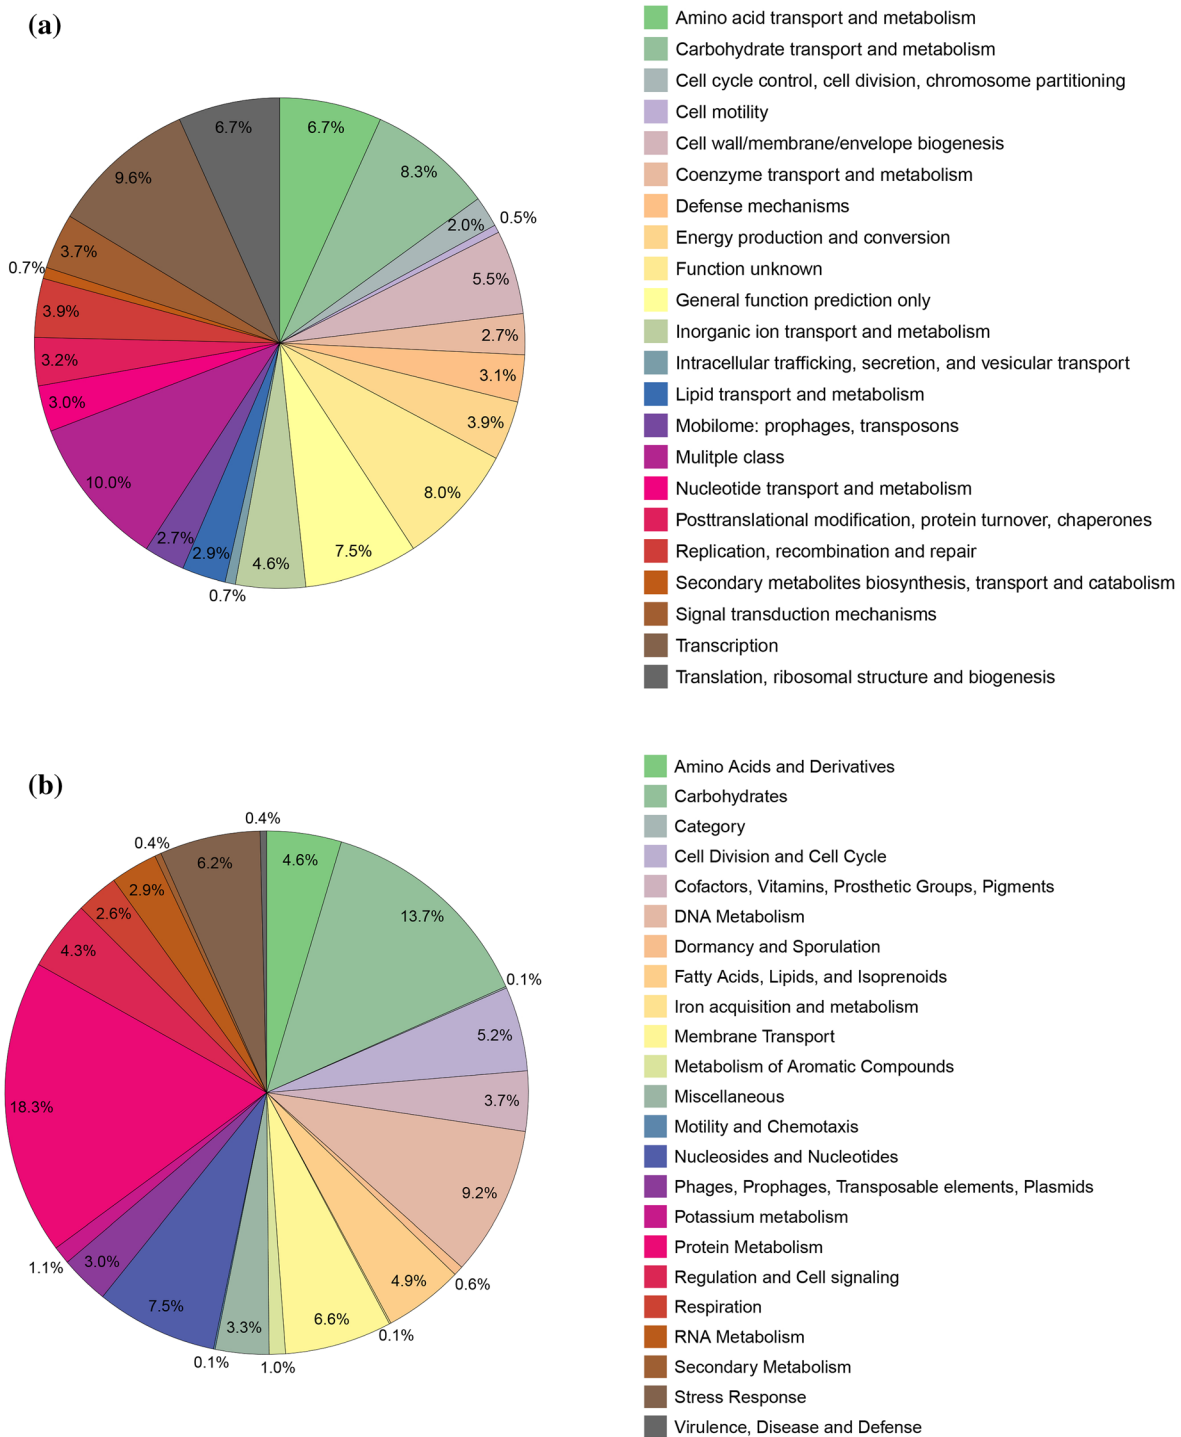 (a)
6.7%
8.3%
2.0%
0.5%
5.5%
2.7%
3.1%
3.9%
8.0%
7.5%
4.6%
0.7%
2.9%
2.7%
10.0%
3.0%
3.2%
3.9%
0.7%
3.7%
9.6%
6.7%
Amino acid transport and metabolism
Carbohydrate transport and metabolism
Cell cycle control, cell division, chromosome partitioning
Cell motility
Cell wall/membrane/envelope biogenesis
Coenzyme transport and metabolism
Defense mechanisms
Energy production and conversion
Function unknown
General function prediction only
Inorganic ion transport and metabolism
Intracellular trafficking, secretion, and vesicular transport
Lipid transport and metabolism
Mobilome: prophages, transposons
Mulitple class
Nucleotide transport and metabolism
Posttranslational modification, protein turnover, chaperones
Replication, recombination and repair
Secondary metabolites biosynthesis, transport and catabolism
Signal transduction mechanisms
Transcription
Translation, ribosomal structure and biogenesis
(b)
4.6%
13.7%
0.1%
5.2%
3.7%
9.2%
0.6%
4.9%
0.1%
6.6%
1.0%
3.3%
0.1%
7.5%
3.0%
1.1%
18.3%
4.3%
2.6%
2.9%
0.4%
6.2%
0.4%
Amino Acids and Derivatives
Carbohydrates
Category
Cell Division and Cell Cycle
Cofactors, Vitamins, Prosthetic Groups, Pigments
DNA Metabolism
Dormancy and Sporulation
Fatty Acids, Lipids, and Isoprenoids
Iron acquisition and metabolism
Membrane Transport
Metabolism of Aromatic Compounds
Miscellaneous
Motility and Chemotaxis
Nucleosides and Nucleotides
Phages, Prophages, Transposable elements, Plasmids
Potassium metabolism
Protein Metabolism
Regulation and Cell signaling
Respiration
RNA Metabolism
Secondary Metabolism
Stress Response
Virulence, Disease and Defense